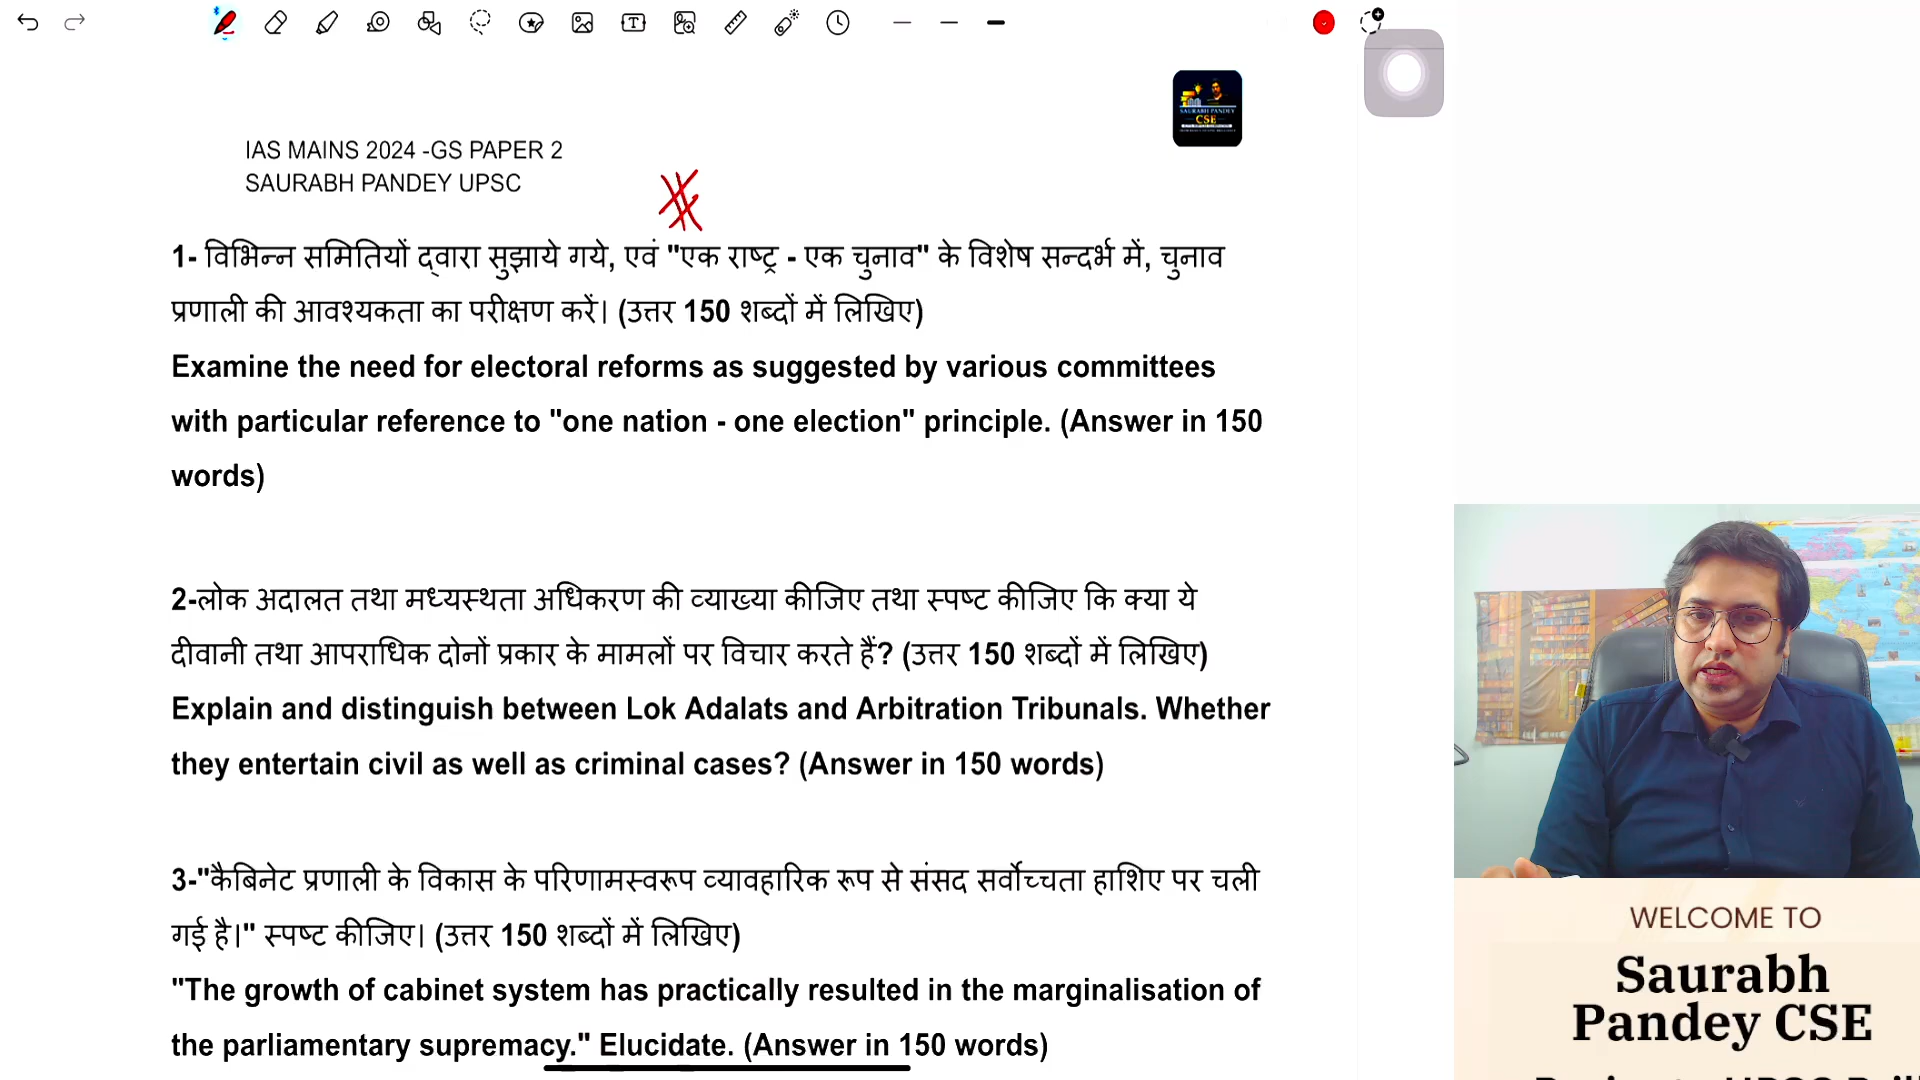 SAURABH PANDEY
CSE
IAS MAINS 2024 -GS PAPER 2
SAURABH PANDEY UPSC
1- विभिन्न समितियों द्वारा सुझाये गये, एवं "एक राष्ट्र - एक चुनाव" के विशेष सन्दर्भ में, चुनाव
प्रणाली की आवश्यकता का परीक्षण करें। (उत्तर 150 शब्दों में लिखिए)
Examine the need for electoral reforms as suggested by various committees
with particular reference to "one nation - one election" principle. (Answer in 150
words)
2-लोक अदालत तथा मध्यस्थता अधिकरण की व्याख्या कीजिए तथा स्पष्ट कीजिए कि क्या ये
दीवानी तथा आपराधिक दोनों प्रकार के मामलों पर विचार करते हैं? (उत्तर 150 शब्दों में लिखिए)
Explain and distinguish between Lok Adalats and Arbitration Tribunals. Whether
they entertain civil as well as criminal cases? (Answer in 150 words)
3-"कैबिनेट प्रणाली के विकास के परिणामस्वरूप व्यावहारिक रूप से संसद सर्वोच्चता हाशिए पर चली
गई है।" स्पष्ट कीजिए। (उत्तर 150 शब्दों में लिखिए)
"The growth of cabinet system has practically resulted in the marginalisation of
the parliamentary supremacy." Elucidate. (Answer in 150 words)
WELCOME TO
Saurabh
Pandey CSE